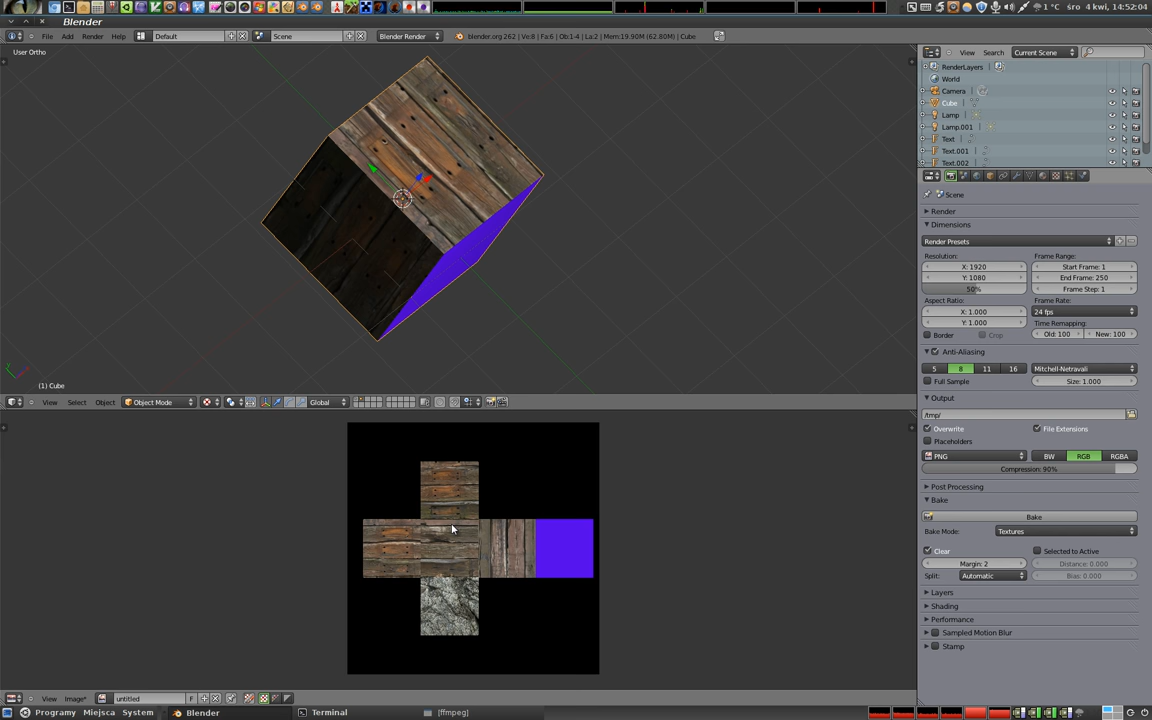 1 °C śro 4 kwi, 14:52:04
Blender
File Add Render Help Default Scene Blender Render blender.org 262 | Ve:8 | Fa:6 | Ob:1-4 | La:2 | Mem:19.90M (62.80M) | Cube
User Ortho
(1) Cube
View Select Object Object Mode Global
View Image* untitled F
View Search Current Scene
RenderLayers
World
Camera
Cube
Lamp
Lamp.001
Text
Text.001
Text.002
Scene
Render
Dimensions
Render Presets
Resolution: Frame Range:
X: 1920 Start Frame: 1
Y: 1080 End Frame: 250
50% Frame Step: 1
Aspect Ratio: Frame Rate:
X: 1.000 24 fps
Y: 1.000 Time Remapping:
Border Crop Old: 100 New: 100
Anti-Aliasing
5 8 11 16 Mitchell-Netravali
Full Sample Size: 1.000
Output
/tmp/
Overwrite File Extensions
Placeholders
PNG BW RGB RGBA
Compression: 90%
Post Processing
Bake
Bake
Bake Mode: Textures
Clear Selected to Active
Margin: 2 Distance: 0.000
Split: Automatic Bias: 0.000
Layers
Shading
Performance
Sampled Motion Blur
Stamp
Programy Miejsca System Blender Terminal [ffmpeg]